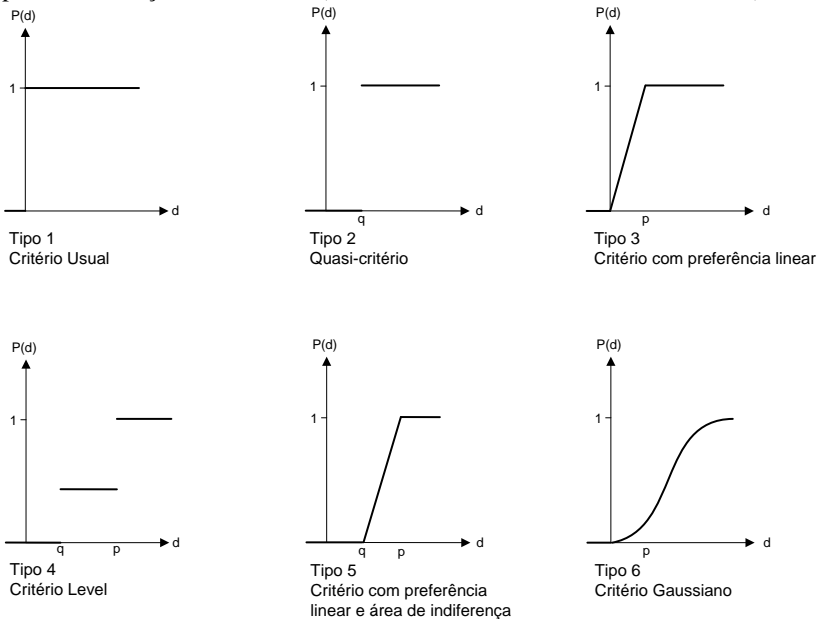 P(d)
1
d
Tipo 1
Critério Usual
P(d)
1
q
d
Tipo 2
Quasi-critério
P(d)
1
p
d
Tipo 3
Critério com preferência linear
P(d)
1
q
p
d
Tipo 4
Critério Level
P(d)
1
q
p
d
Tipo 5
Critério com preferência
linear e área de indiferença
P(d)
1
p
d
Tipo 6
Critério Gaussiano